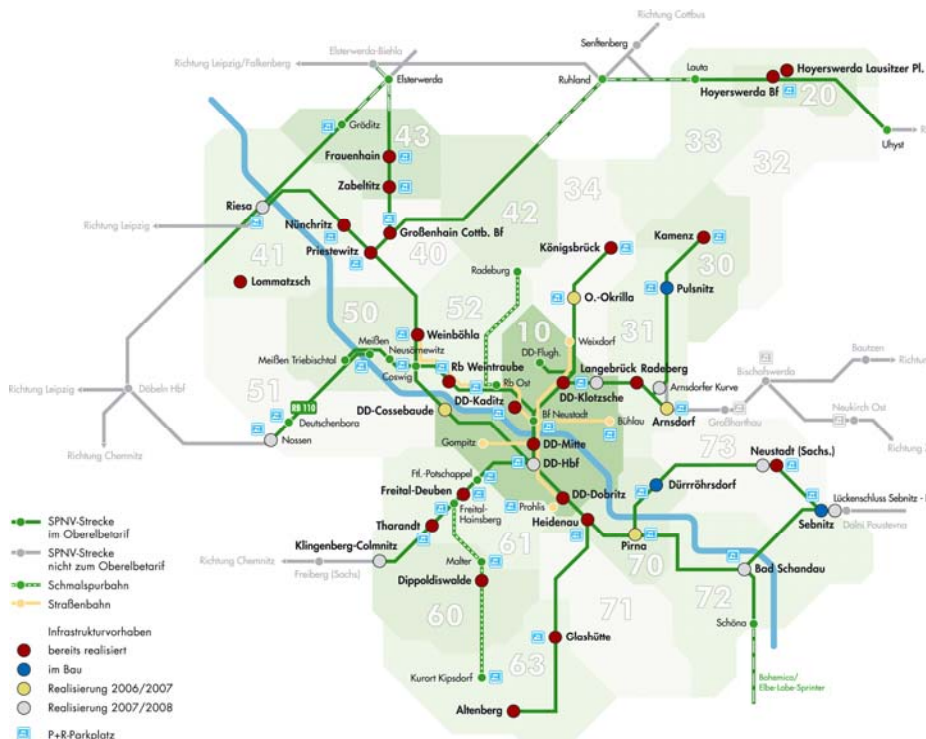 Richtung Cottbus
Elsterwerda-Biehla
Senftenberg
Richtung Leipzig/Falkenberg
Elsterwerda
Ruhland
Lauta
Hoyerswerda Lausitzer Pl.
Hoyerswerda Bf
20
Gröditz
43
33
Uhyst
Frauenhain
32
Zabeltitz
34
42
Riesa
Nünchritz
Großenhain Cottb. Bf
Königsbrück
Kamenz
Richtung Leipzig
Priestewitz
41
40
30
Radeburg
Lommatzsch
O.-Okrilla
Pulsnitz
50
52
10
31
Weinböhla
Weixdorf
Meißen
Neusörnewitz
DD-Flugh.
Meißen Triebischtal
Rb Weintraube
Langebrück
Radeberg
Bischofswerda
Bautzen
Coswig
Rb Ost
DD-Klotzsche
Arnsdorfer Kurve
Richtung Leipzig
Döbeln Hbf
51
RB 110
DD-Kaditz
Neukirch Ost
DD-Cossebaude
Bf Neustadt
Bühlau
Arnsdorf
Großharthau
Deutschenbora
Nossen
Gompitz
DD-Mitte
73
Richtung Chemnitz
DD-Hbf
Neustadt (Sachs.)
Ftl.-Potschappel
Freital-Deuben
DD-Dobritz
Dürrröhrsdorf
Freital-
Hainsberg
Prohlis
Lückenschluss Sebnitz -
Heidenau
Sebnitz
Dolni Poustevna
SPNV-Strecke
im Oberelbetarif
Tharandt
61
Pirna
Klingenberg-Colmnitz
SPNV-Strecke
nicht zum Oberelbetarif
Richtung Chemnitz
Freiberg (Sachs)
Malter
70
Bad Schandau
Schmalspurbahn
Dippoldiswalde
72
Straßenbahn
60
71
Schöna
Infrastrukturvorhaben
bereits realisiert
Glashütte
im Bau
63
Realisierung 2006/2007
Kurort Kipsdorf
Bohemica/
Elbe-Labe-Sprinter
Realisierung 2007/2008
Altenberg
P+R-Parkplatz